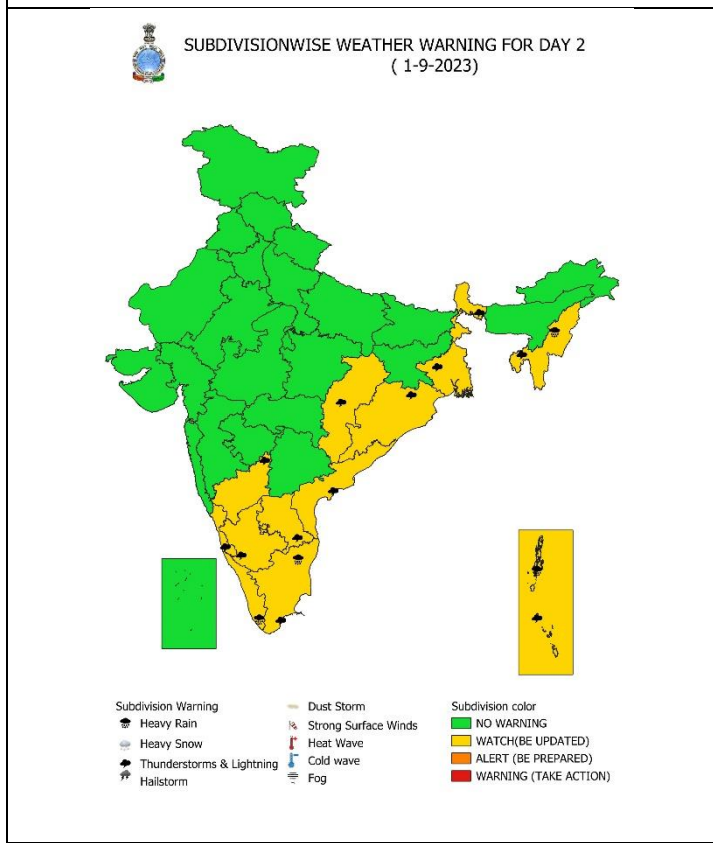 SUBDIVISIONWISE WEATHER WARNING FOR DAY 2
( 1-9-2023)
Subdivision Warning
Heavy Rain
Heavy Snow
Thunderstorms & Lightning
Hailstorm
Dust Storm
Strong Surface Winds
Heat Wave
Cold wave
Fog
Subdivision color
NO WARNING
WATCH(BE UPDATED)
ALERT (BE PREPARED)
WARNING (TAKE ACTION)